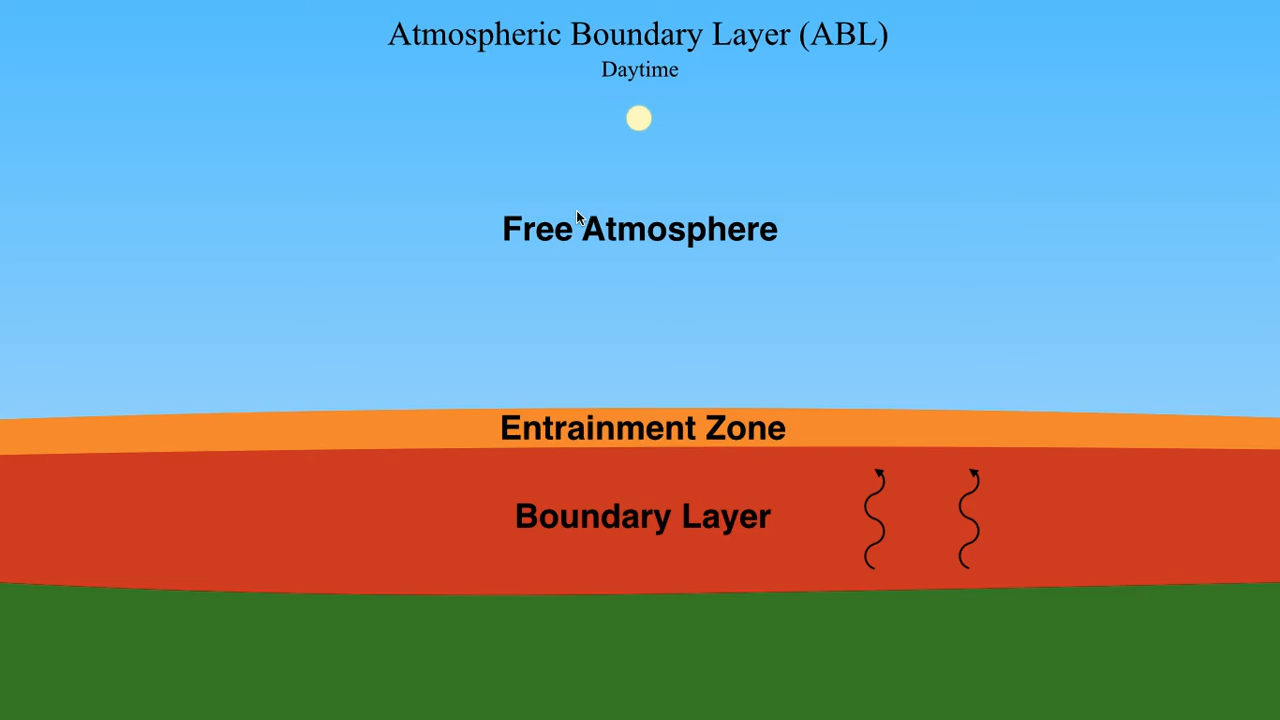 Atmospheric Boundary Layer (ABL)
Daytime
Free Atmosphere
Entrainment Zone
Boundary Layer